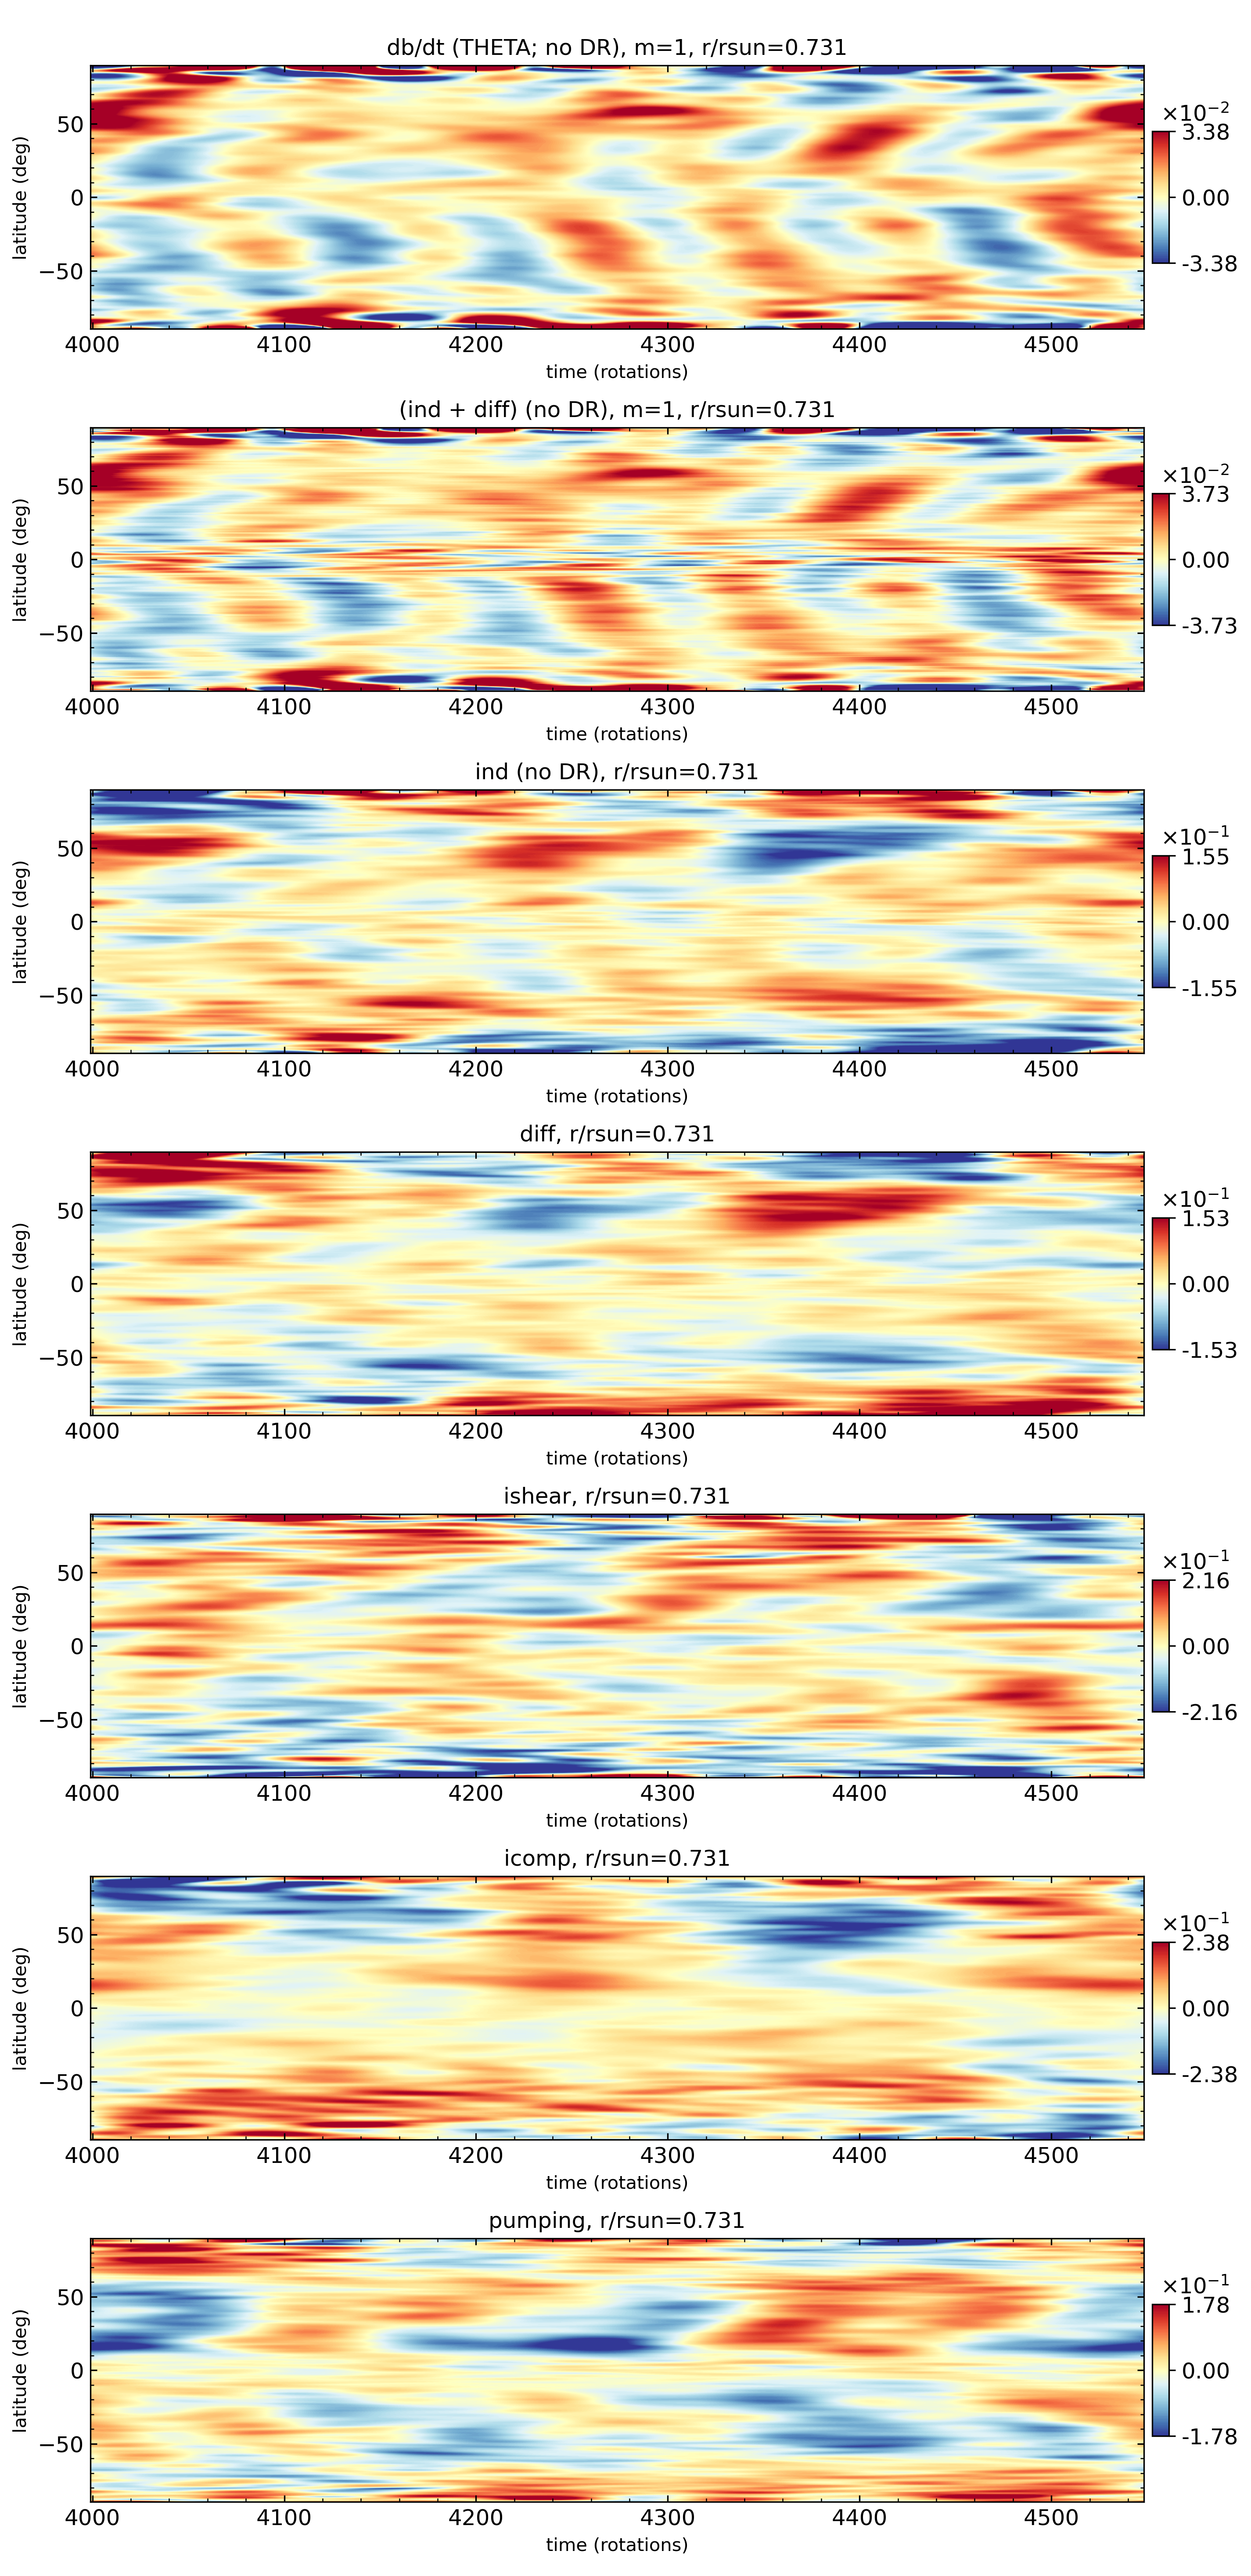 db/dt (THETA; no DR), m=1, r/rsun=0.731
×10⁻²
3.38
0.00
-3.38
latitude (deg)
50
0
−50
4000 4100 4200 4300 4400 4500
time (rotations)
(ind + diff) (no DR), m=1, r/rsun=0.731
×10⁻²
3.73
0.00
-3.73
latitude (deg)
50
0
−50
4000 4100 4200 4300 4400 4500
time (rotations)
ind (no DR), r/rsun=0.731
×10⁻¹
1.55
0.00
-1.55
latitude (deg)
50
0
−50
4000 4100 4200 4300 4400 4500
time (rotations)
diff, r/rsun=0.731
×10⁻¹
1.53
0.00
-1.53
latitude (deg)
50
0
−50
4000 4100 4200 4300 4400 4500
time (rotations)
ishear, r/rsun=0.731
×10⁻¹
2.16
0.00
-2.16
latitude (deg)
50
0
−50
4000 4100 4200 4300 4400 4500
time (rotations)
icomp, r/rsun=0.731
×10⁻¹
2.38
0.00
-2.38
latitude (deg)
50
0
−50
4000 4100 4200 4300 4400 4500
time (rotations)
pumping, r/rsun=0.731
×10⁻¹
1.78
0.00
-1.78
latitude (deg)
50
0
−50
4000 4100 4200 4300 4400 4500
time (rotations)